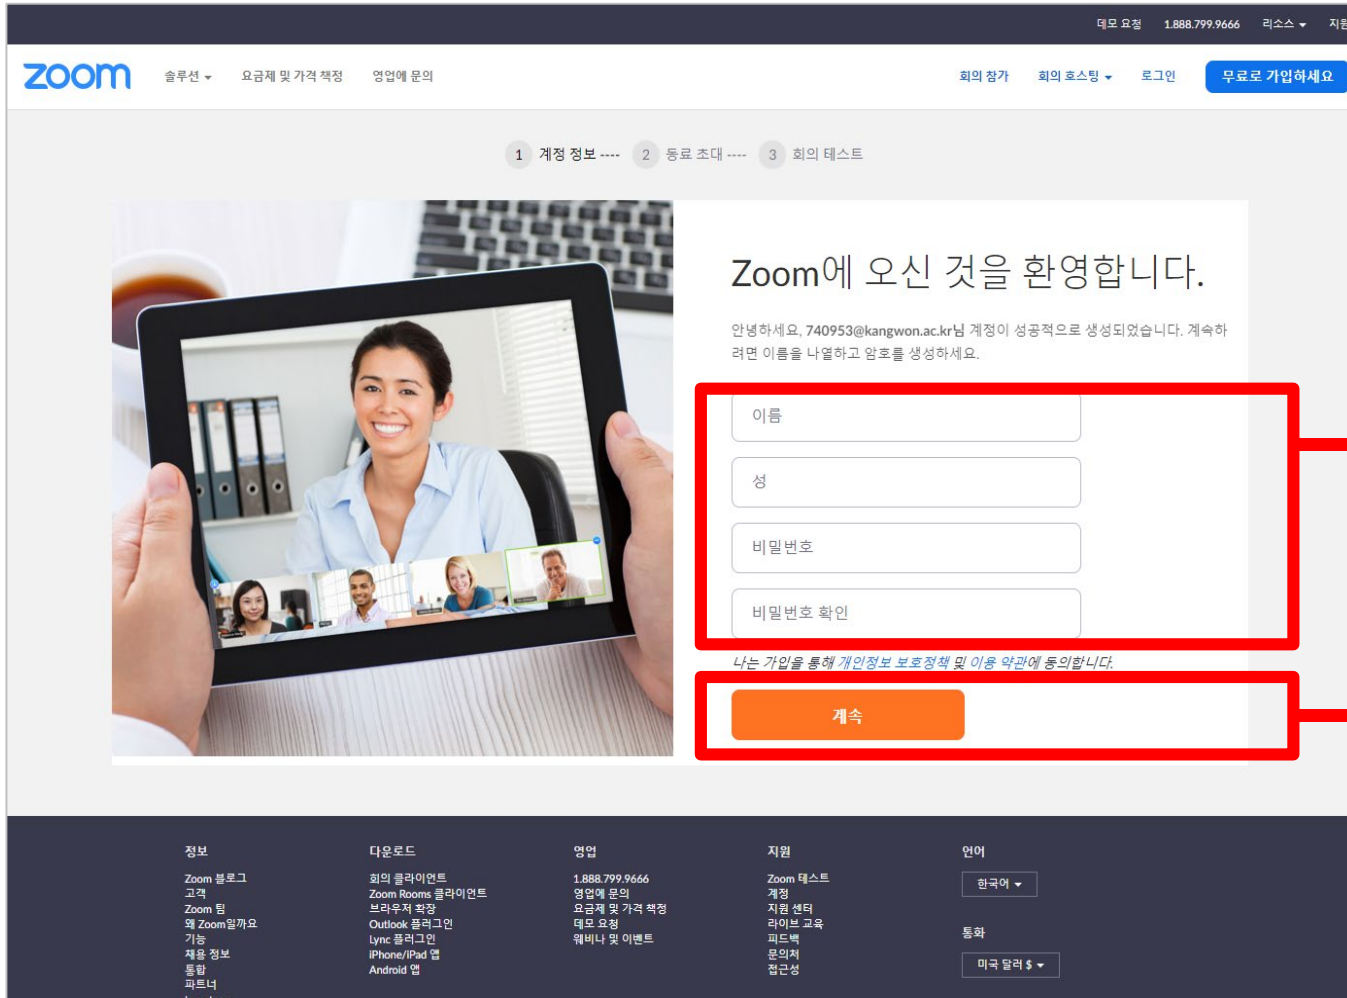 데모 요청 1.888.799.9666 리소스 지원
zoom 솔루션 요금제 및 가격 책정 영업에 문의 회의 참가 회의 호스팅 로그인 무료로 가입하세요
1 계정 정보 ---- 2 동료 초대 ---- 3 회의 테스트
Zoom에 오신 것을 환영합니다.
안녕하세요, 740953@kangwon.ac.kr님 계정이 성공적으로 생성되었습니다. 계속하
려면 이름을 나열하고 암호를 생성하세요.
이름
성
비밀번호
비밀번호 확인
나는 가입을 통해 개인정보 보호정책 및 이용 약관에 동의합니다.
계속
정보
Zoom 블로그
고객
Zoom 팀
왜 Zoom일까요
기능
채용 정보
통합
파트너
다운로드
회의 클라이언트
Zoom Rooms 클라이언트
브라우저 확장
Outlook 플러그인
Lync 플러그인
iPhone/iPad 앱
Android 앱
영업
1.888.799.9666
영업에 문의
요금제 및 가격 책정
데모 요청
웨비나 및 이벤트
지원
Zoom 테스트
계정
지원 센터
라이브 교육
피드백
문의처
접근성
언어
한국어
통화
미국 달러 $